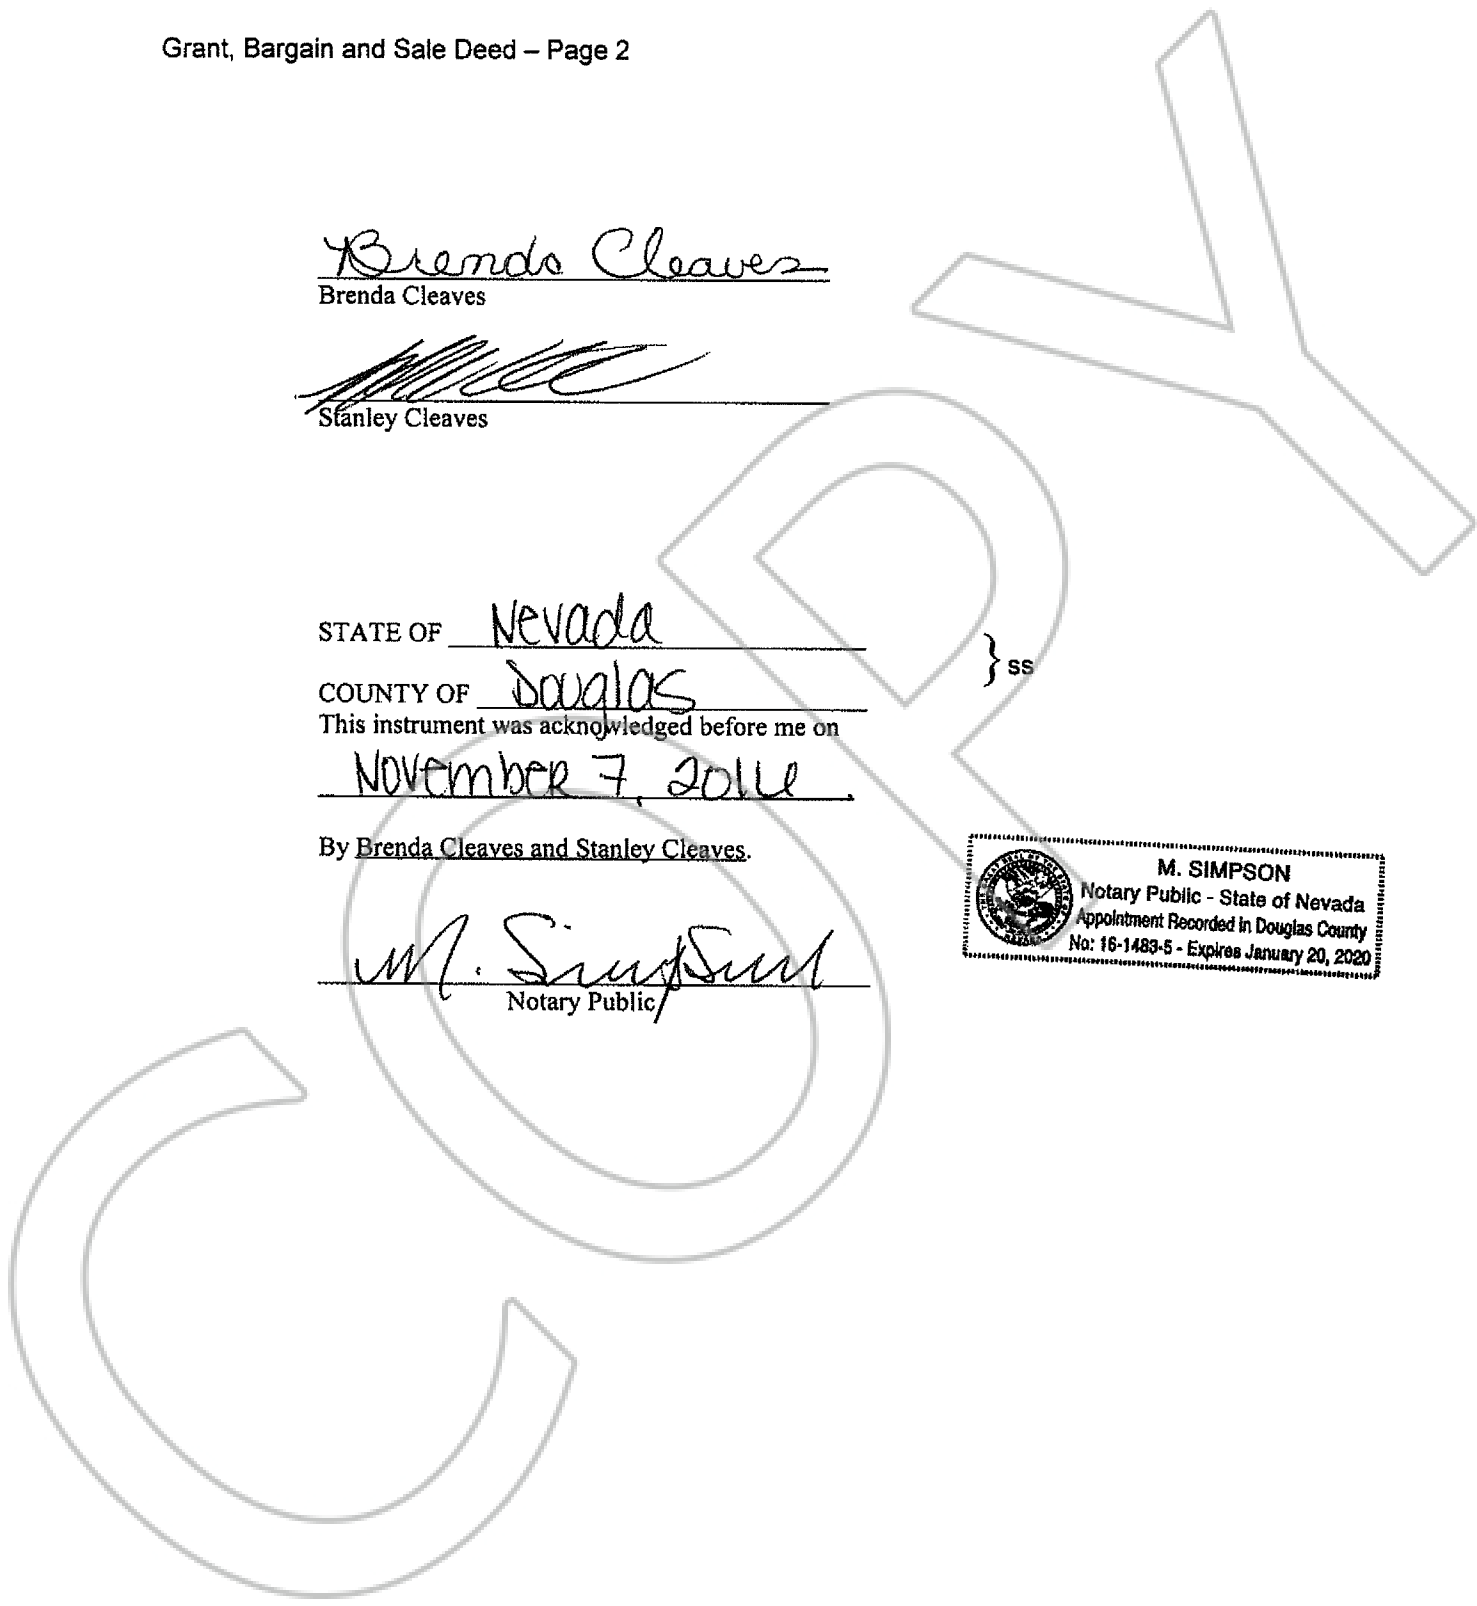 Grant, Bargain and Sale Deed – Page 2
Brenda Cleaves
Brenda Cleaves
Stanley Cleaves
STATE OF Nevada
} ss
COUNTY OF Douglas
This instrument was acknowledged before me on
November 7, 2016.
By Brenda Cleaves and Stanley Cleaves.
M. SIMPSON
Notary Public - State of Nevada
Appointment Recorded in Douglas County
No: 16-1483-5 - Expires January 20, 2020
M. Simpson
Notary Public
COPY